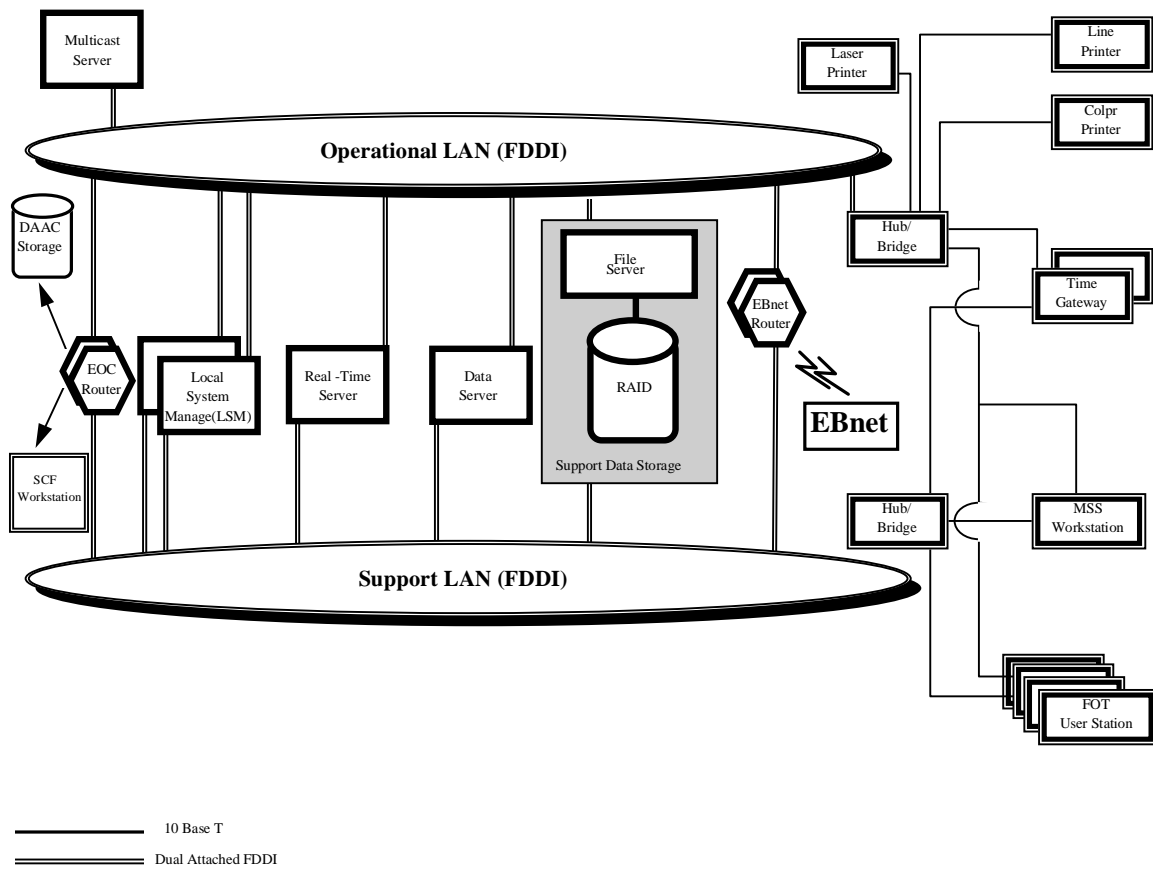 Multicast
Server
Laser
Printer
Line
Printer
Colpr
Printer
Operational LAN (FDDI)
DAAC
Storage
Hub/
Bridge
File
Server
Time
Gateway
EBnet
Router
EOC
Router
Local
System
Manage(LSM)
Real -Time
Server
Data
Server
RAID
EBnet
Support Data Storage
SCF
Workstation
Hub/
Bridge
MSS
Workstation
Support LAN (FDDI)
FOT
User Station
10 Base T
Dual Attached FDDI